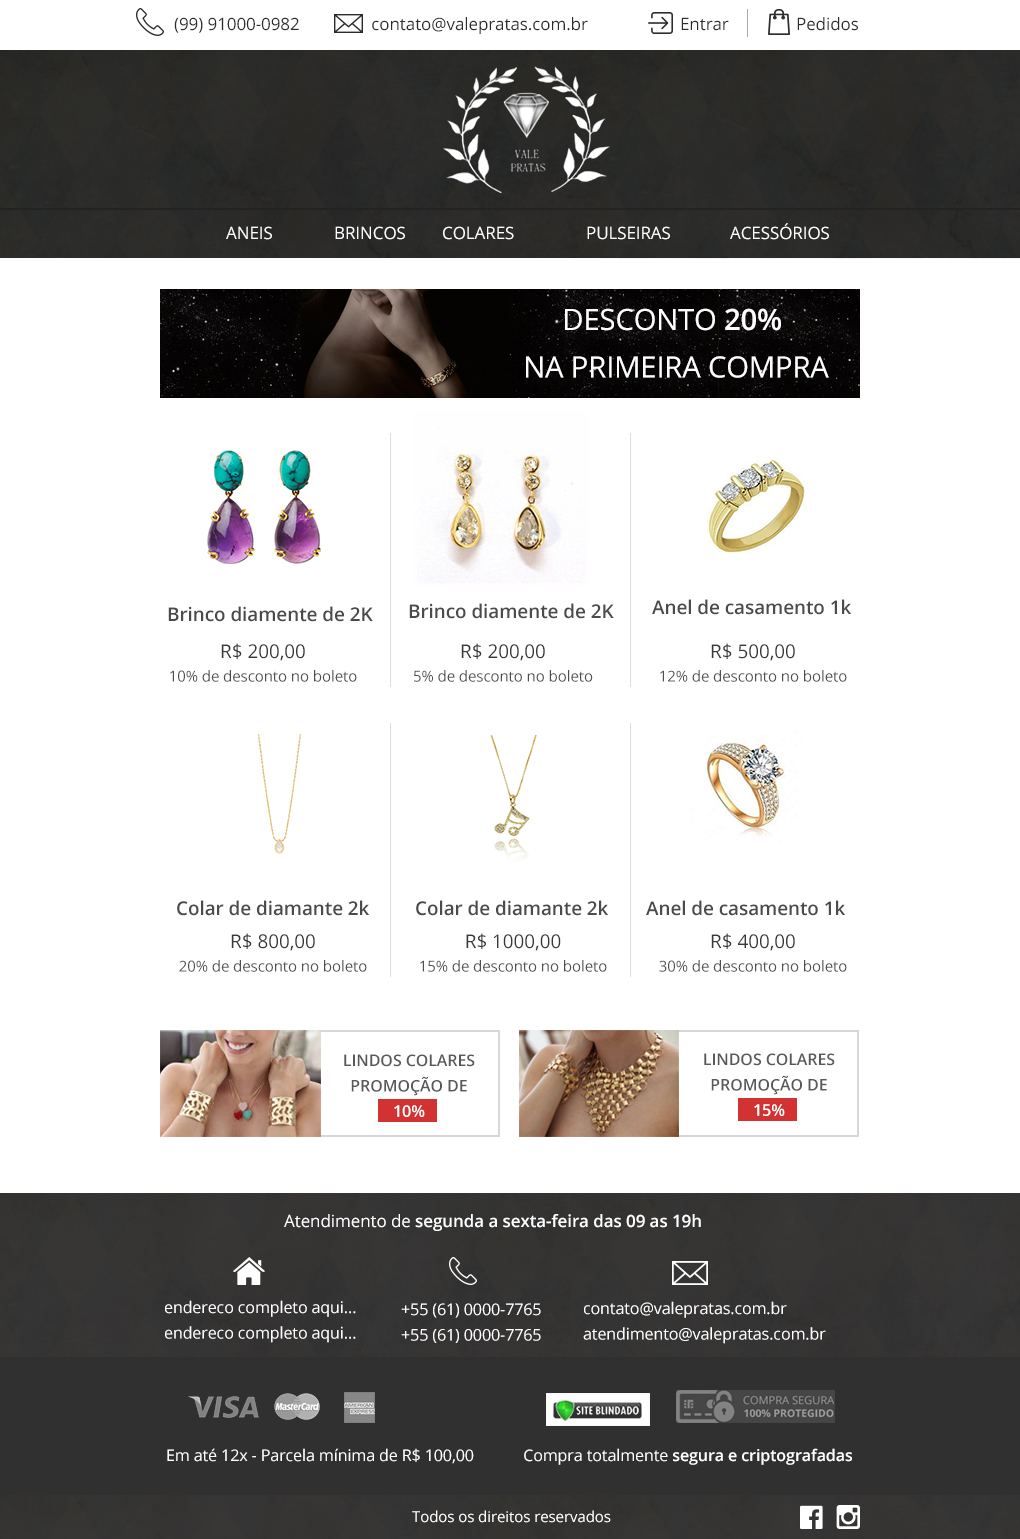 (99) 91000-0982 contato@valepratas.com.br Entrar Pedidos
VALE
PRATAS
ANEIS BRINCOS COLARES PULSEIRAS ACESSÓRIOS
DESCONTO 20%
NA PRIMEIRA COMPRA
Brinco diamente de 2K
R$ 200,00
10% de desconto no boleto
Brinco diamente de 2K
R$ 200,00
5% de desconto no boleto
Anel de casamento 1k
R$ 500,00
12% de desconto no boleto
Colar de diamante 2k
R$ 800,00
20% de desconto no boleto
Colar de diamante 2k
R$ 1000,00
15% de desconto no boleto
Anel de casamento 1k
R$ 400,00
30% de desconto no boleto
LINDOS COLARES
PROMOÇÃO DE
10%
LINDOS COLARES
PROMOÇÃO DE
15%
Atendimento de segunda a sexta-feira das 09 as 19h
endereco completo aqui...
endereco completo aqui...
+55 (61) 0000-7765
+55 (61) 0000-7765
contato@valepratas.com.br
atendimento@valepratas.com.br
VISA
MasterCard
AMERICAN
EXPRESS
SITE BLINDADO
COMPRA SEGURA
100% PROTEGIDO
Em até 12x - Parcela mínima de R$ 100,00
Compra totalmente segura e criptografadas
Todos os direitos reservados